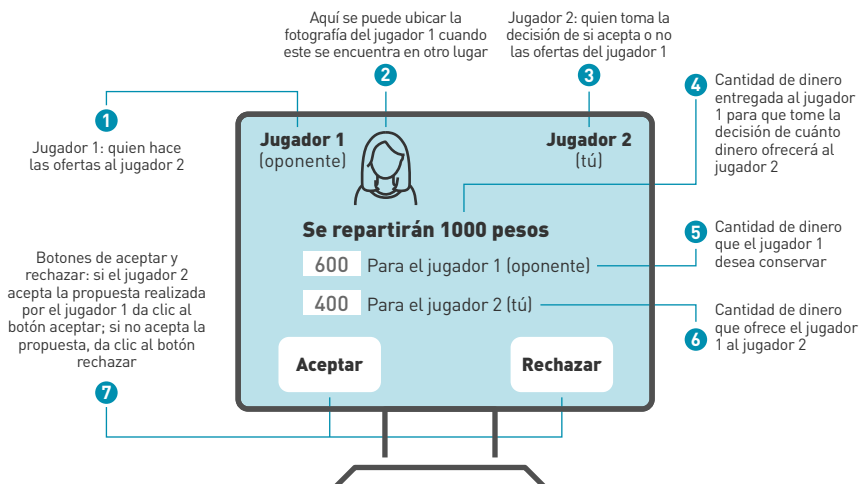 Aquí se puede ubicar la
fotografía del jugador 1 cuando
este se encuentra en otro lugar
2
Jugador 2: quien toma la
decisión de si acepta o no
las ofertas del jugador 1
3
4
Cantidad de dinero
entregada al jugador
1 para que tome la
decisión de cuánto
dinero ofrecerá al
jugador 2
1
Jugador 1: quien hace
las ofertas al jugador 2
Jugador 1
(oponente)
Jugador 2
(tú)
Se repartirán 1000 pesos
600 Para el jugador 1 (oponente)
400 Para el jugador 2 (tú)
Aceptar
Rechazar
5
Cantidad de dinero
que el jugador 1
desea conservar
Cantidad de dinero
que ofrece el jugador
1 al jugador 2
6
Botones de aceptar y
rechazar: si el jugador 2
acepta la propuesta realizada
por el jugador 1 da clic al
botón aceptar; si no acepta la
propuesta, da clic al botón
rechazar
7